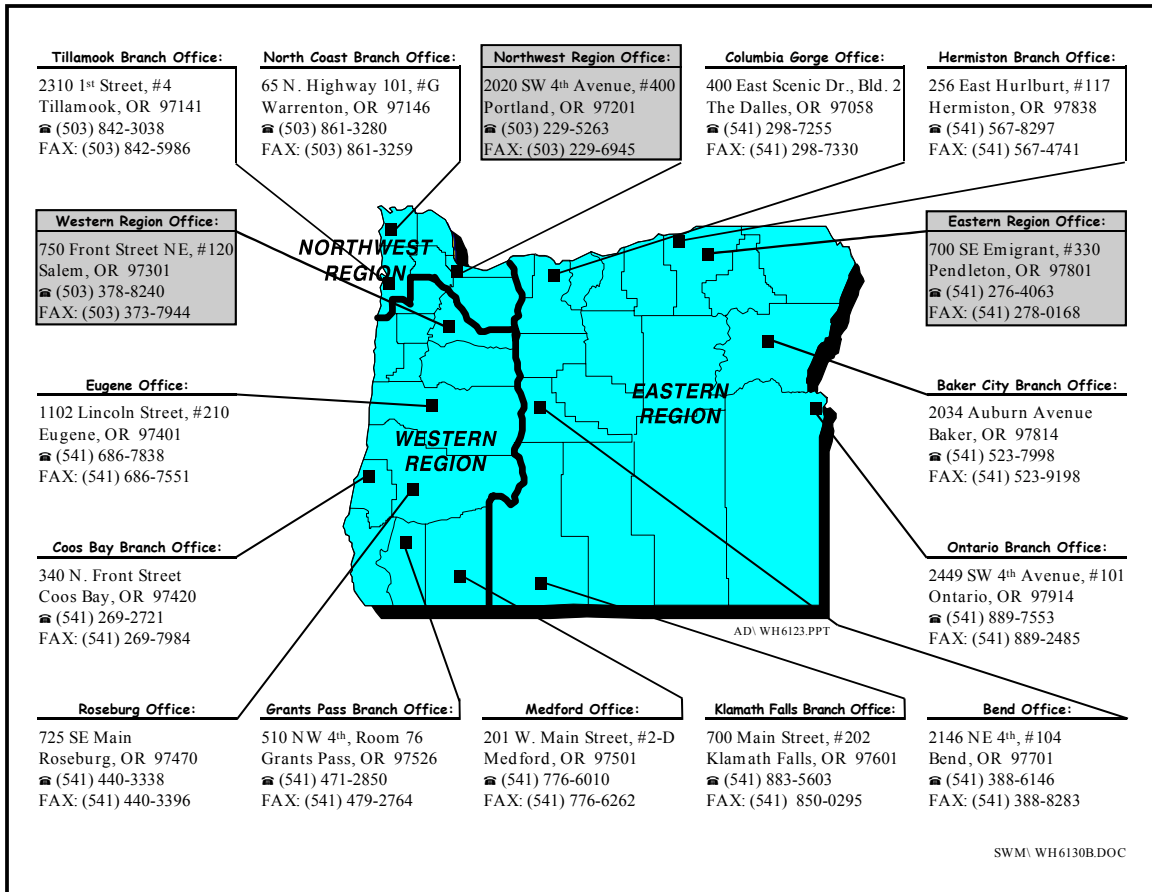 Tillamook Branch Office:
2310 1st Street, #4
Tillamook, OR 97141
☎ (503) 842-3038
FAX: (503) 842-5986
North Coast Branch Office:
65 N. Highway 101, #G
Warrenton, OR 97146
☎ (503) 861-3280
FAX: (503) 861-3259
Northwest Region Office:
2020 SW 4th Avenue, #400
Portland, OR 97201
☎ (503) 229-5263
FAX: (503) 229-6945
Columbia Gorge Office:
400 East Scenic Dr., Bld. 2
The Dalles, OR 97058
☎ (541) 298-7255
FAX: (541) 298-7330
Hermiston Branch Office:
256 East Hurlburt, #117
Hermiston, OR 97838
☎ (541) 567-8297
FAX: (541) 567-4741
Western Region Office:
750 Front Street NE, #120
Salem, OR 97301
☎ (503) 378-8240
FAX: (503) 373-7944
NORTHWEST
REGION
Eastern Region Office:
700 SE Emigrant, #330
Pendleton, OR 97801
☎ (541) 276-4063
FAX: (541) 278-0168
Eugene Office:
1102 Lincoln Street, #210
Eugene, OR 97401
☎ (541) 686-7838
FAX: (541) 686-7551
WESTERN
REGION
EASTERN
REGION
Baker City Branch Office:
2034 Auburn Avenue
Baker, OR 97814
☎ (541) 523-7998
FAX: (541) 523-9198
Coos Bay Branch Office:
340 N. Front Street
Coos Bay, OR 97420
☎ (541) 269-2721
FAX: (541) 269-7984
AD\ WH6123.PPT
Ontario Branch Office:
2449 SW 4th Avenue, #101
Ontario, OR 97914
☎ (541) 889-7553
FAX: (541) 889-2485
Roseburg Office:
725 SE Main
Roseburg, OR 97470
☎ (541) 440-3338
FAX: (541) 440-3396
Grants Pass Branch Office:
510 NW 4th, Room 76
Grants Pass, OR 97526
☎ (541) 471-2850
FAX: (541) 479-2764
Medford Office:
201 W. Main Street, #2-D
Medford, OR 97501
☎ (541) 776-6010
FAX: (541) 776-6262
Klamath Falls Branch Office:
700 Main Street, #202
Klamath Falls, OR 97601
☎ (541) 883-5603
FAX: (541) 850-0295
Bend Office:
2146 NE 4th, #104
Bend, OR 97701
☎ (541) 388-6146
FAX: (541) 388-8283
SWM\ WH6130B.DOC